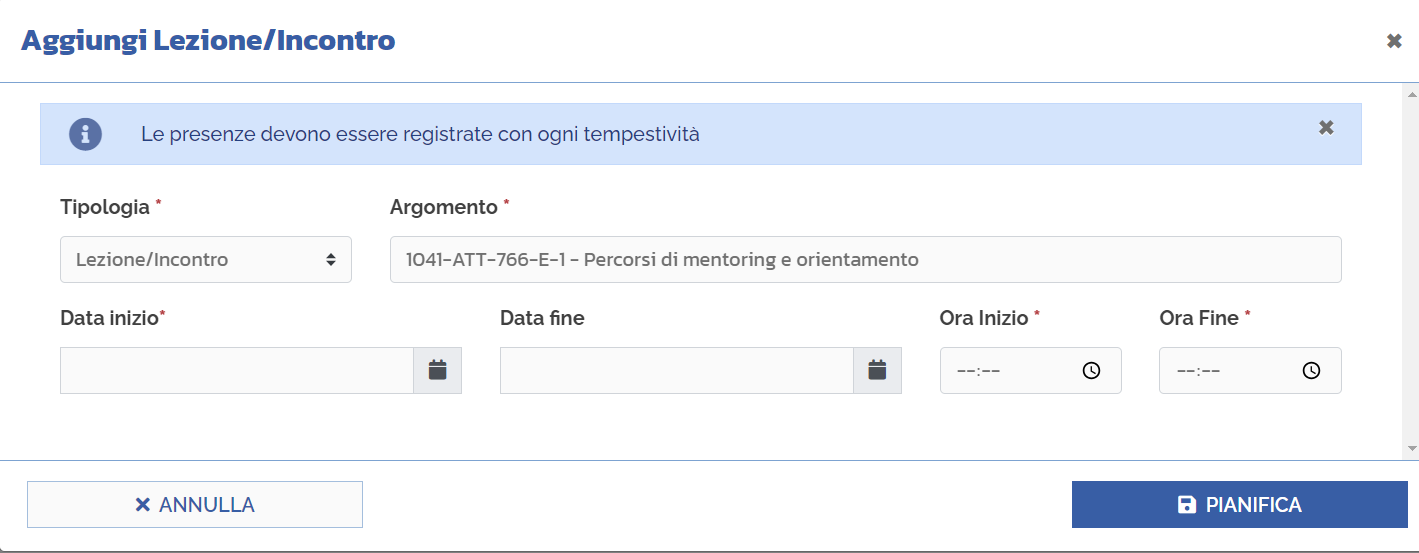 Aggiungi Lezione/Incontro
Le presenze devono essere registrate con ogni tempestività
Tipologia * Argomento *
Lezione/Incontro 1041-ATT-766-E-1 - Percorsi di mentoring e orientamento
Data inizio* Data fine Ora Inizio * Ora Fine *
--:-- --:--
ANNULLA PIANIFICA